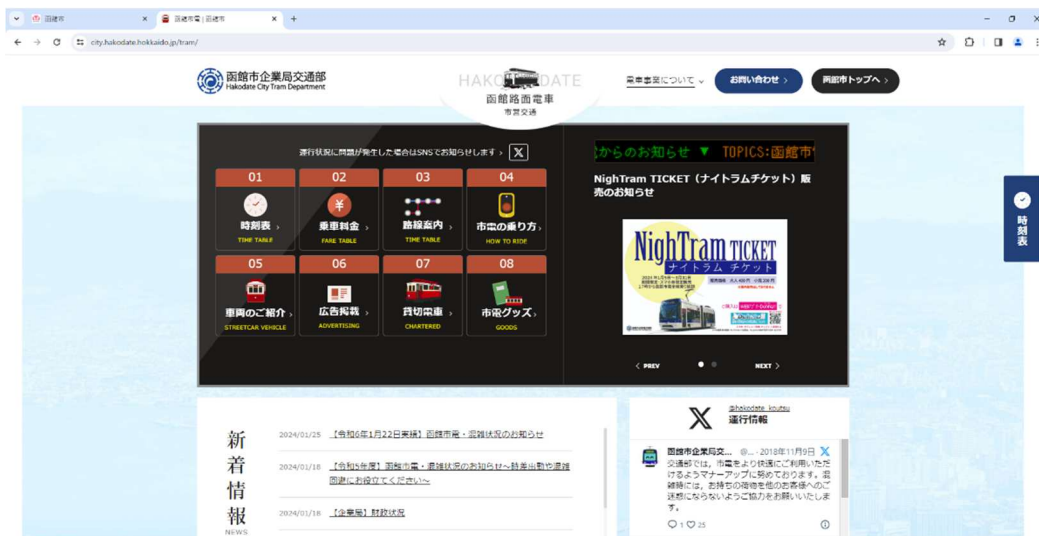 函館市
函館市電 | 函館市
city.hakodate.hokkaido.jp/tram/
函館市企業局交通部
Hakodate City Tram Department
HAKODATE
函館路面電車
市営交通
電車事業について
お問い合わせ
函館市トップへ
運行状況に問題が発生した場合はSNSでお知らせします
からのお知らせ ▼ TOPICS:函館市
01
時刻表
TIME TABLE
02
乗車料金
FARE TABLE
03
路線案内
TIME TABLE
04
市電の乗り方
HOW TO RIDE
05
車両のご紹介
STREETCAR VEHICLE
06
広告掲載
ADVERTISING
07
貸切電車
CHARTERED
08
市電グッズ
GOODS
NighTram TICKET(ナイトラムチケット)販
売のお知らせ
NighTram TICKET
ナイトラム チケット
PREV
NEXT
時刻表
新着情報
NEWS
2024/01/25 【令和6年1月22日実積】函館市電・混雑状況のお知らせ
2024/01/16 【令和5年度】函館市電・混雑状況のお知らせ~時差出勤や混雑
回避にお役立てください~
2024/01/16 【企業局】財政状況
@hakodate_koutsu
運行情報
函館市企業局交... @... · 2018年11月9日
交通部では，市電をより快適にご利用いただ
けるようマナーアップに努めております。混
雑時には，お持ちの荷物を他のお客様へのご
迷惑にならないようご協力をお願いいたしま
す。
1 25